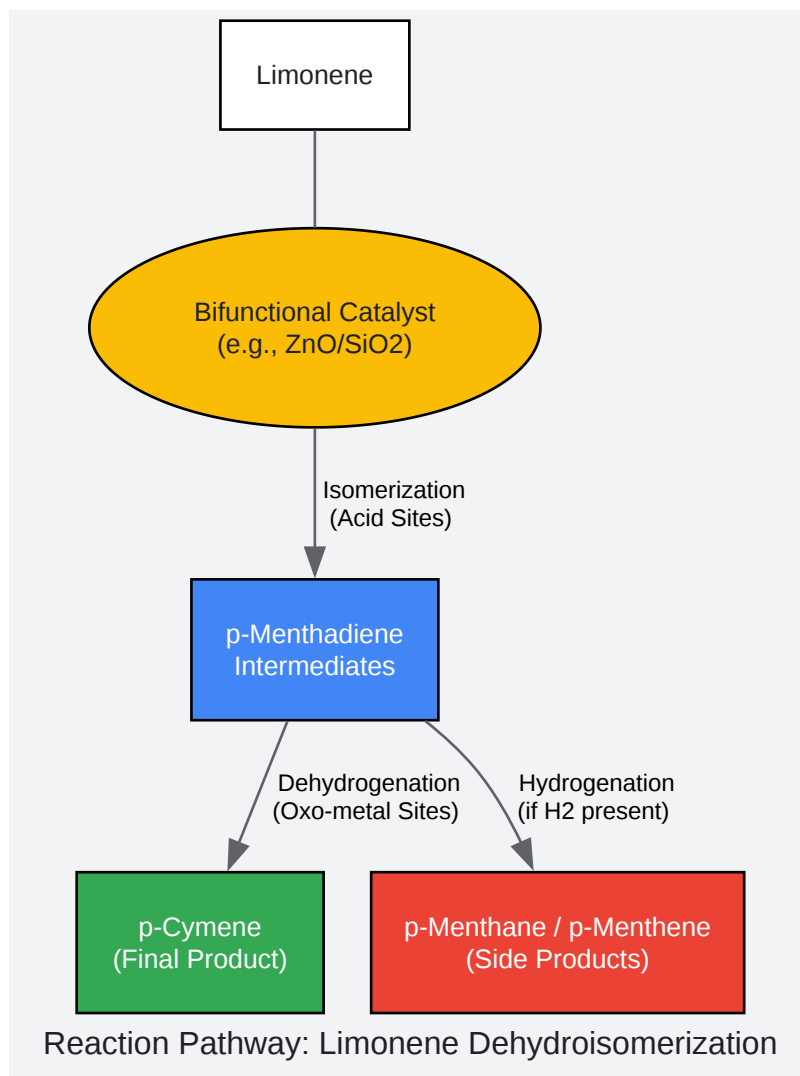 Limonene
Bifunctional Catalyst
(e.g., ZnO/SiO2)
Isomerization
(Acid Sites)
p-Menthadiene
Intermediates
Dehydrogenation
(Oxo-metal Sites)
Hydrogenation
(if H2 present)
p-Cymene
(Final Product)
p-Menthane / p-Menthene
(Side Products)
Reaction Pathway: Limonene Dehydroisomerization